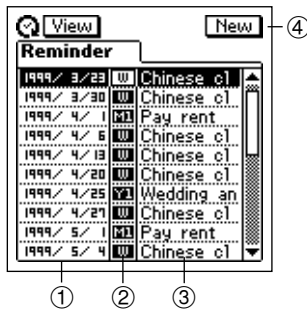 View New ④
Reminder
1999/ 3/23 W Chinese cl
1999/ 3/30 W Chinese cl
1999/ 4/ 1 M1 Pay rent
1999/ 4/ 6 W Chinese cl
1999/ 4/13 W Chinese cl
1999/ 4/20 W Chinese cl
1999/ 4/25 Y1 Wedding an
1999/ 4/27 W Chinese cl
1999/ 5/ 1 M1 Pay rent
1999/ 5/ 4 W Chinese cl
① ② ③